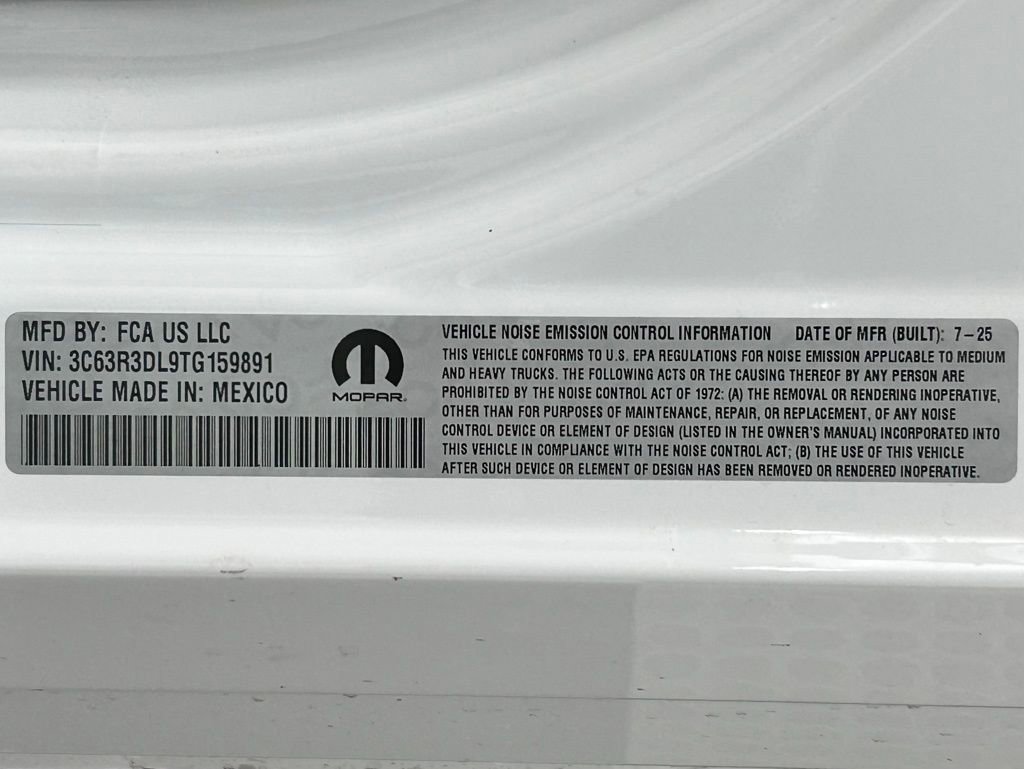 MFD BY: FCA US LLC
VIN: 3C63R3DL9TG159891
VEHICLE MADE IN: MEXICO
MOPAR.
VEHICLE NOISE EMISSION CONTROL INFORMATION DATE OF MFR (BUILT): 7-25
THIS VEHICLE CONFORMS TO U.S. EPA REGULATIONS FOR NOISE EMISSION APPLICABLE TO MEDIUM
AND HEAVY TRUCKS. THE FOLLOWING ACTS OR THE CAUSING THEREOF BY ANY PERSON ARE
PROHIBITED BY THE NOISE CONTROL ACT OF 1972: (A) THE REMOVAL OR RENDERING INOPERATIVE,
OTHER THAN FOR PURPOSES OF MAINTENANCE, REPAIR, OR REPLACEMENT, OF ANY NOISE
CONTROL DEVICE OR ELEMENT OF DESIGN (LISTED IN THE OWNER'S MANUAL) INCORPORATED INTO
THIS VEHICLE IN COMPLIANCE WITH THE NOISE CONTROL ACT; (B) THE USE OF THIS VEHICLE
AFTER SUCH DEVICE OR ELEMENT OF DESIGN HAS BEEN REMOVED OR RENDERED INOPERATIVE.